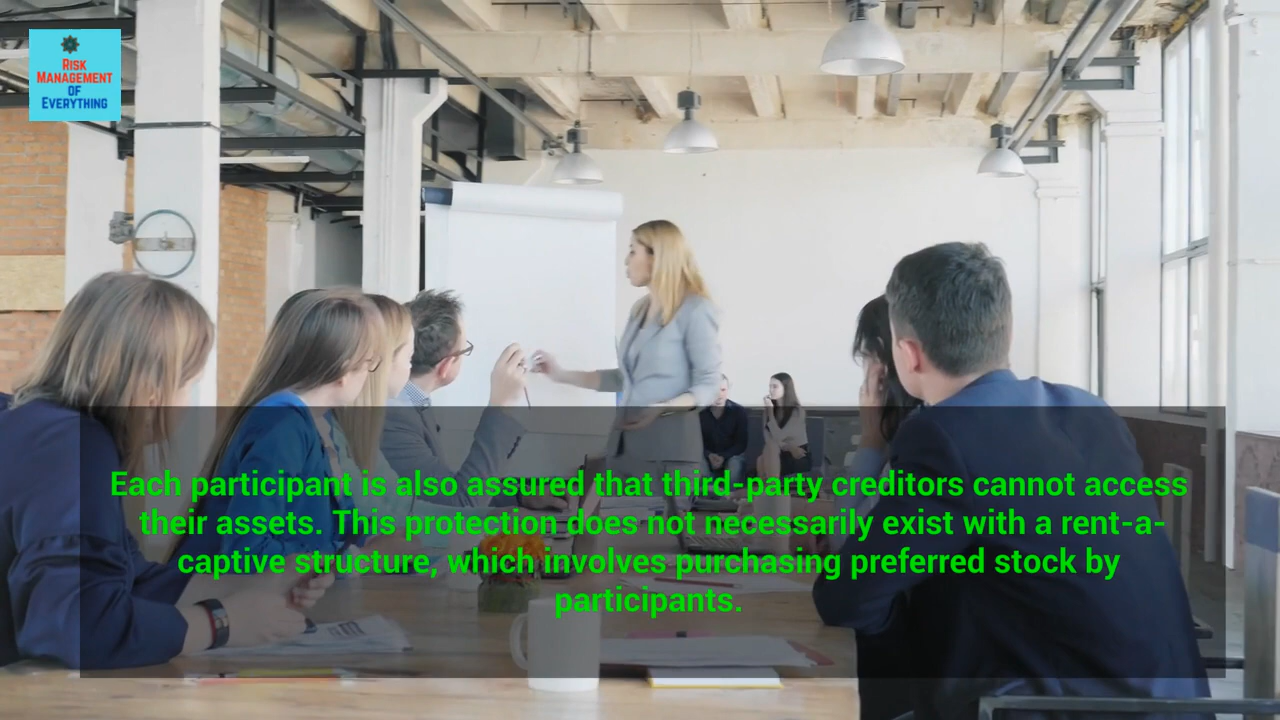 RISK
MANAGEMENT
OF
EVERYTHING
Each participant is also assured that third-party creditors cannot access
their assets. This protection does not necessarily exist with a rent-a-
captive structure, which involves purchasing preferred stock by
participants.